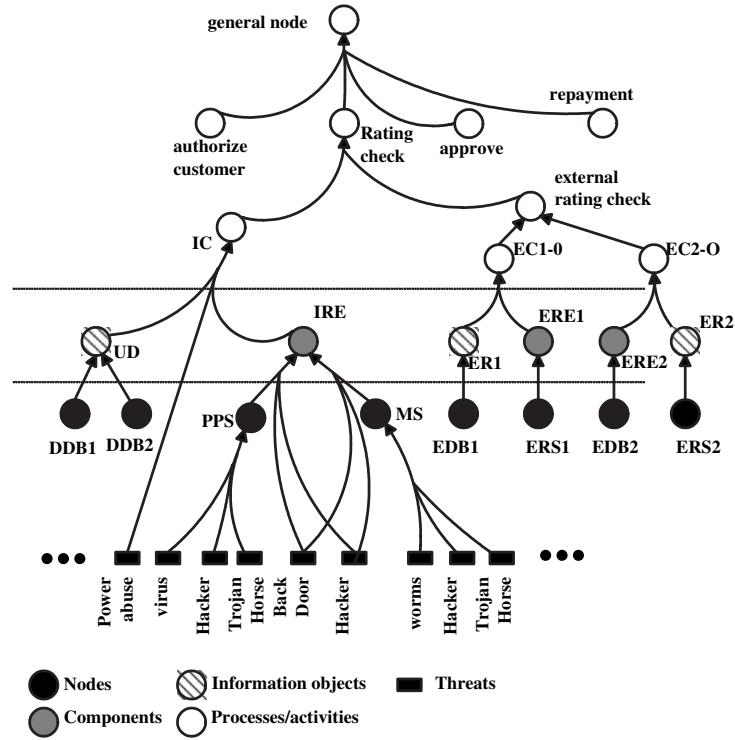 general node
repayment
authorize
customer
Rating
check
approve
external
rating check
IC
EC1-0
EC2-O
IRE
ERE1
ER2
UD
ER1
ERE2
PPS
MS
DDB1
DDB2
EDB1
ERS1
EDB2
ERS2
Power
abuse
virus
Hacker
Trojan
Horse
Back
Door
Hacker
worms
Hacker
Trojan
Horse
Nodes
Information objects
Threats
Components
Processes/activities